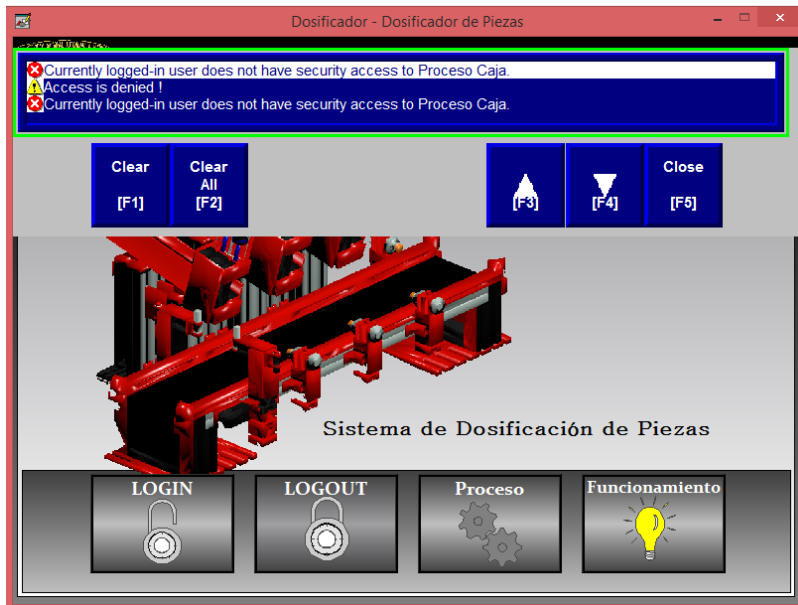 Dosificador - Dosificador de Piezas
Currently logged-in user does not have security access to Proceso Caja.
Access is denied !
Currently logged-in user does not have security access to Proceso Caja.
Clear
[F1]
Clear
All
[F2]
[F3]
[F4]
Close
[F5]
Sistema de Dosificación de Piezas
LOGIN
LOGOUT
Proceso
Funcionamiento